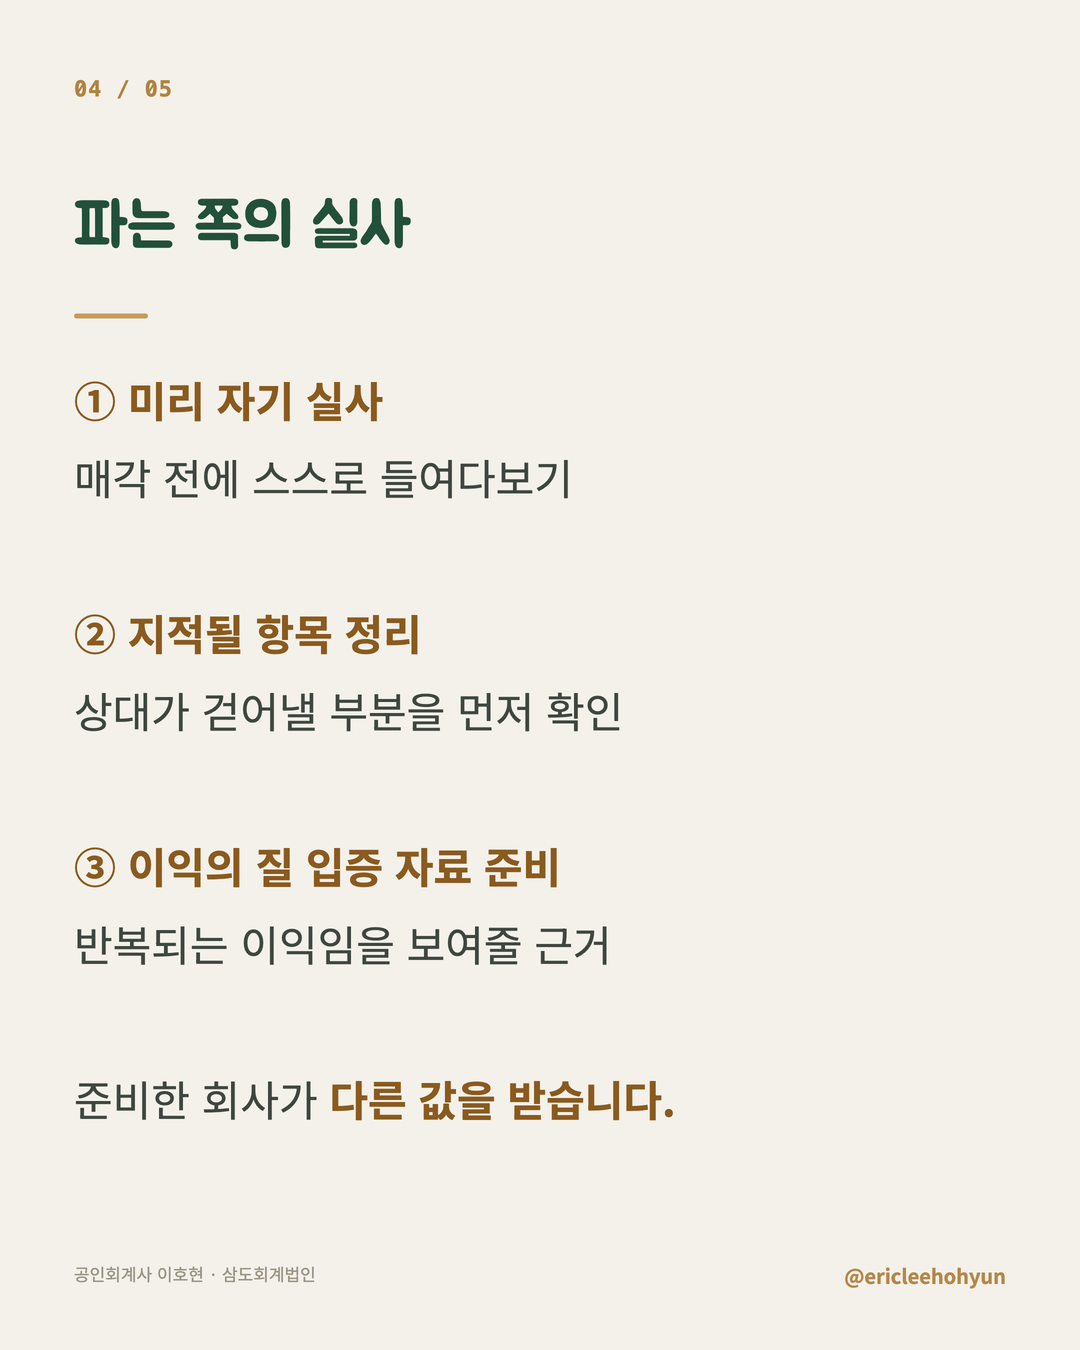 04 / 05
파는 쪽의 실사
① 미리 자기 실사
매각 전에 스스로 들여다보기
② 지적될 항목 정리
상대가 걷어낼 부분을 먼저 확인
③ 이익의 질 입증 자료 준비
반복되는 이익임을 보여줄 근거
준비한 회사가 다른 값을 받습니다.
공인회계사 이호현 · 삼도회계법인
@ericleehohyun